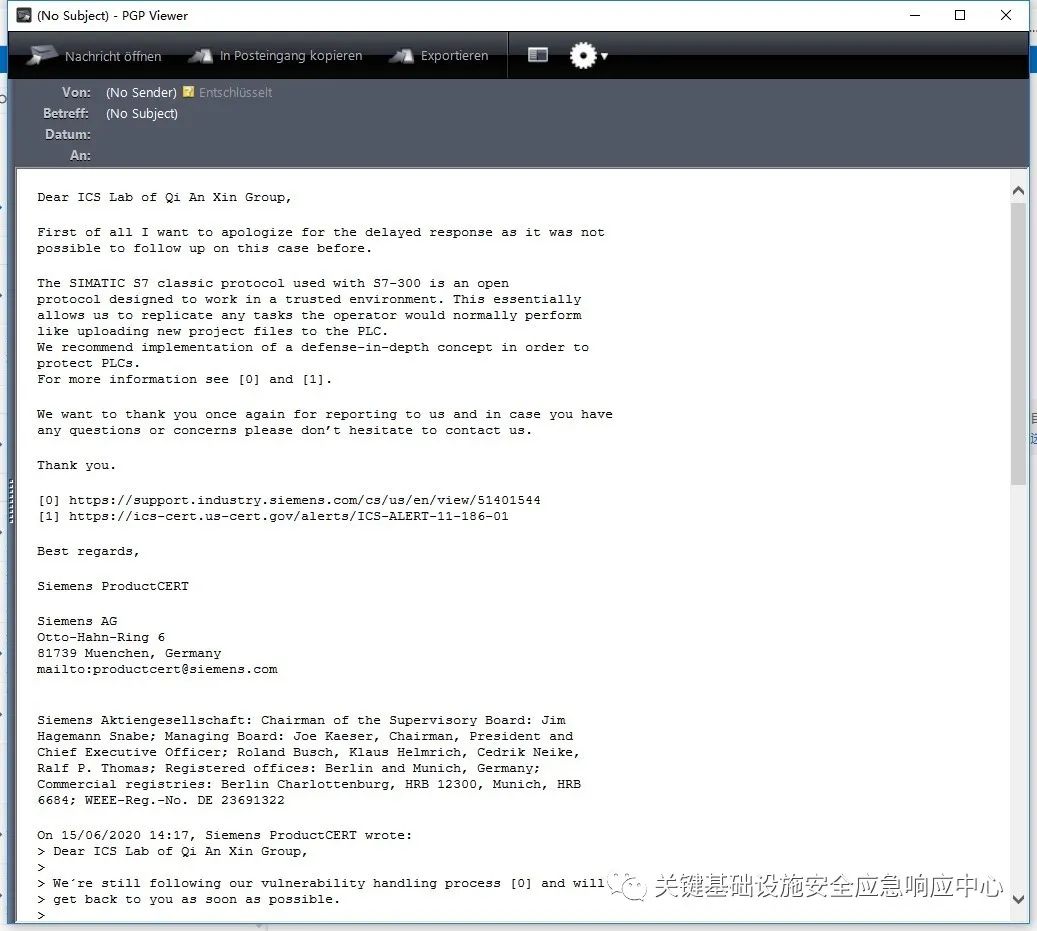 (No Subject) - PGP Viewer
Nachricht öffnen In Posteingang kopieren Exportieren
Von: (No Sender) Entschlüsselt
Betreff: (No Subject)
Datum:
An:
Dear ICS Lab of Qi An Xin Group,
First of all I want to apologize for the delayed response as it was not
possible to follow up on this case before.
The SIMATIC S7 classic protocol used with S7-300 is an open
protocol designed to work in a trusted environment. This essentially
allows us to replicate any tasks the operator would normally perform
like uploading new project files to the PLC.
We recommend implementation of a defense-in-depth concept in order to
protect PLCs.
For more information see [0] and [1].
We want to thank you once again for reporting to us and in case you have
any questions or concerns please don’t hesitate to contact us.
Thank you.
[0] https://support.industry.siemens.com/cs/us/en/view/51401544
[1] https://ics-cert.us-cert.gov/alerts/ICS-ALERT-11-186-01
Best regards,
Siemens ProductCERT
Siemens AG
Otto-Hahn-Ring 6
81739 Muenchen, Germany
mailto:productcert@siemens.com
Siemens Aktiengesellschaft: Chairman of the Supervisory Board: Jim
Hagemann Snabe; Managing Board: Joe Kaeser, Chairman, President and
Chief Executive Officer; Roland Busch, Klaus Helmrich, Cedrik Neike,
Ralf P. Thomas; Registered offices: Berlin and Munich, Germany;
Commercial registries: Berlin Charlottenburg, HRB 12300, Munich, HRB
6684; WEEE-Reg.-No. DE 23691322
On 15/06/2020 14:17, Siemens ProductCERT wrote:
> Dear ICS Lab of Qi An Xin Group,
>
> We´re still following our vulnerability handling process [0] and will
> get back to you as soon as possible.
>
关键基础设施安全应急响应中心